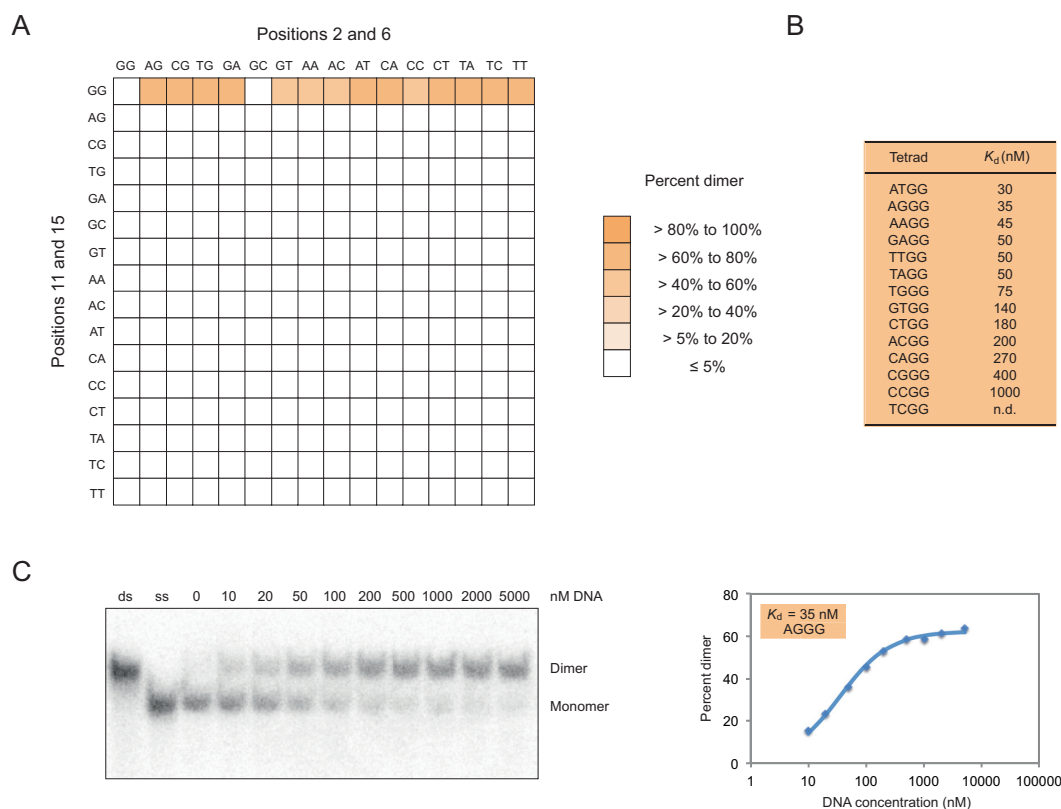 A
B
Positions 2 and 6
GG AG CG TG GA GC GT AA AC AT CA CC CT TA TC TT
Positions 11 and 15
GG
AG
CG
TG
GA
GC
GT
AA
AC
AT
CA
CC
CT
TA
TC
TT
Percent dimer
> 80% to 100%
> 60% to 80%
> 40% to 60%
> 20% to 40%
> 5% to 20%
≤ 5%
Tetrad Kd (nM)
ATGG 30
AGGG 35
AAGG 45
GAGG 50
TTGG 50
TAGG 50
TGGG 75
GTGG 140
CTGG 180
ACGG 200
CAGG 270
CGGG 400
CCGG 1000
TCGG n.d.
C
ds ss 0 10 20 50 100 200 500 1000 2000 5000 nM DNA
Dimer
Monomer
Percent dimer
80
60
40
20
0
Kd = 35 nM
AGGG
1 10 100 1000 10000 100000
DNA concentration (nM)